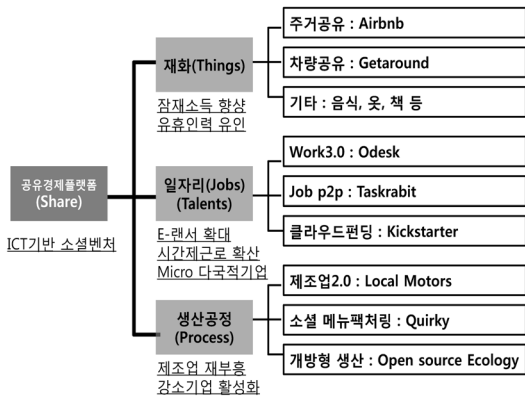 공유경제플랫폼
(Share)
ICT기반 소셜벤처
재화(Things)
잠재소득 향샹
유휴인력 유인
주거공유 : Airbnb
차량공유 : Getaround
기타 : 음식, 옷, 책 등
일자리(Jobs)
(Talents)
E-랜서 확대
시간제근로 확산
Micro 다국적기업
Work3.0 : Odesk
Job p2p : Taskrabit
클라우드펀딩 : Kickstarter
생산공정
(Process)
제조업 재부흥
강소기업 활성화
제조업2.0 : Local Motors
소셜 메뉴팩처링 : Quirky
개방형 생산 : Open source Ecology